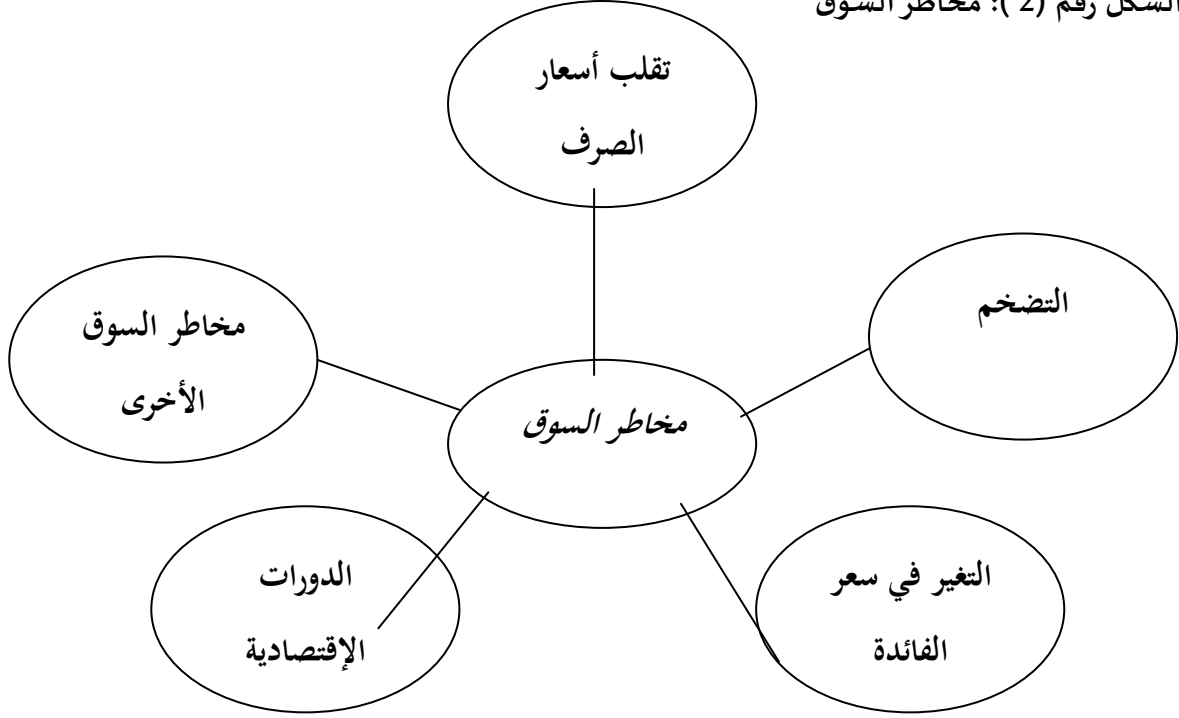 الشكل رقم (2 ): مخاطر السوق
تقلب أسعار
الصرف
التضخم
مخاطر السوق
الأخرى
مخاطر السوق
التغير في سعر
الفائدة
الدورات
الإقتصادية